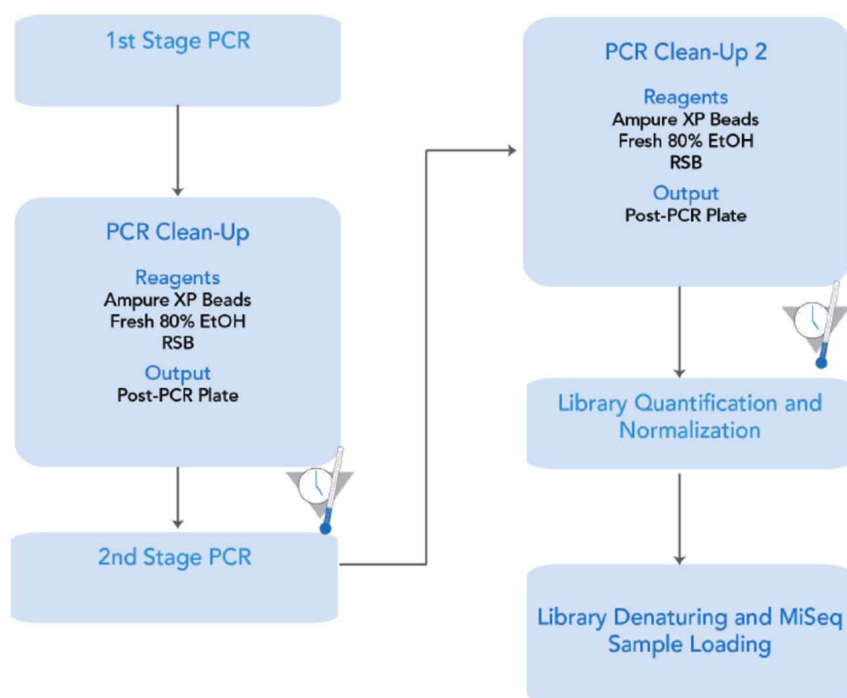 1st Stage PCR
PCR Clean-Up
Reagents
Ampure XP Beads
Fresh 80% EtOH
RSB
Output
Post-PCR Plate
2nd Stage PCR
PCR Clean-Up 2
Reagents
Ampure XP Beads
Fresh 80% EtOH
RSB
Output
Post-PCR Plate
Library Quantification and
Normalization
Library Denaturing and MiSeq
Sample Loading